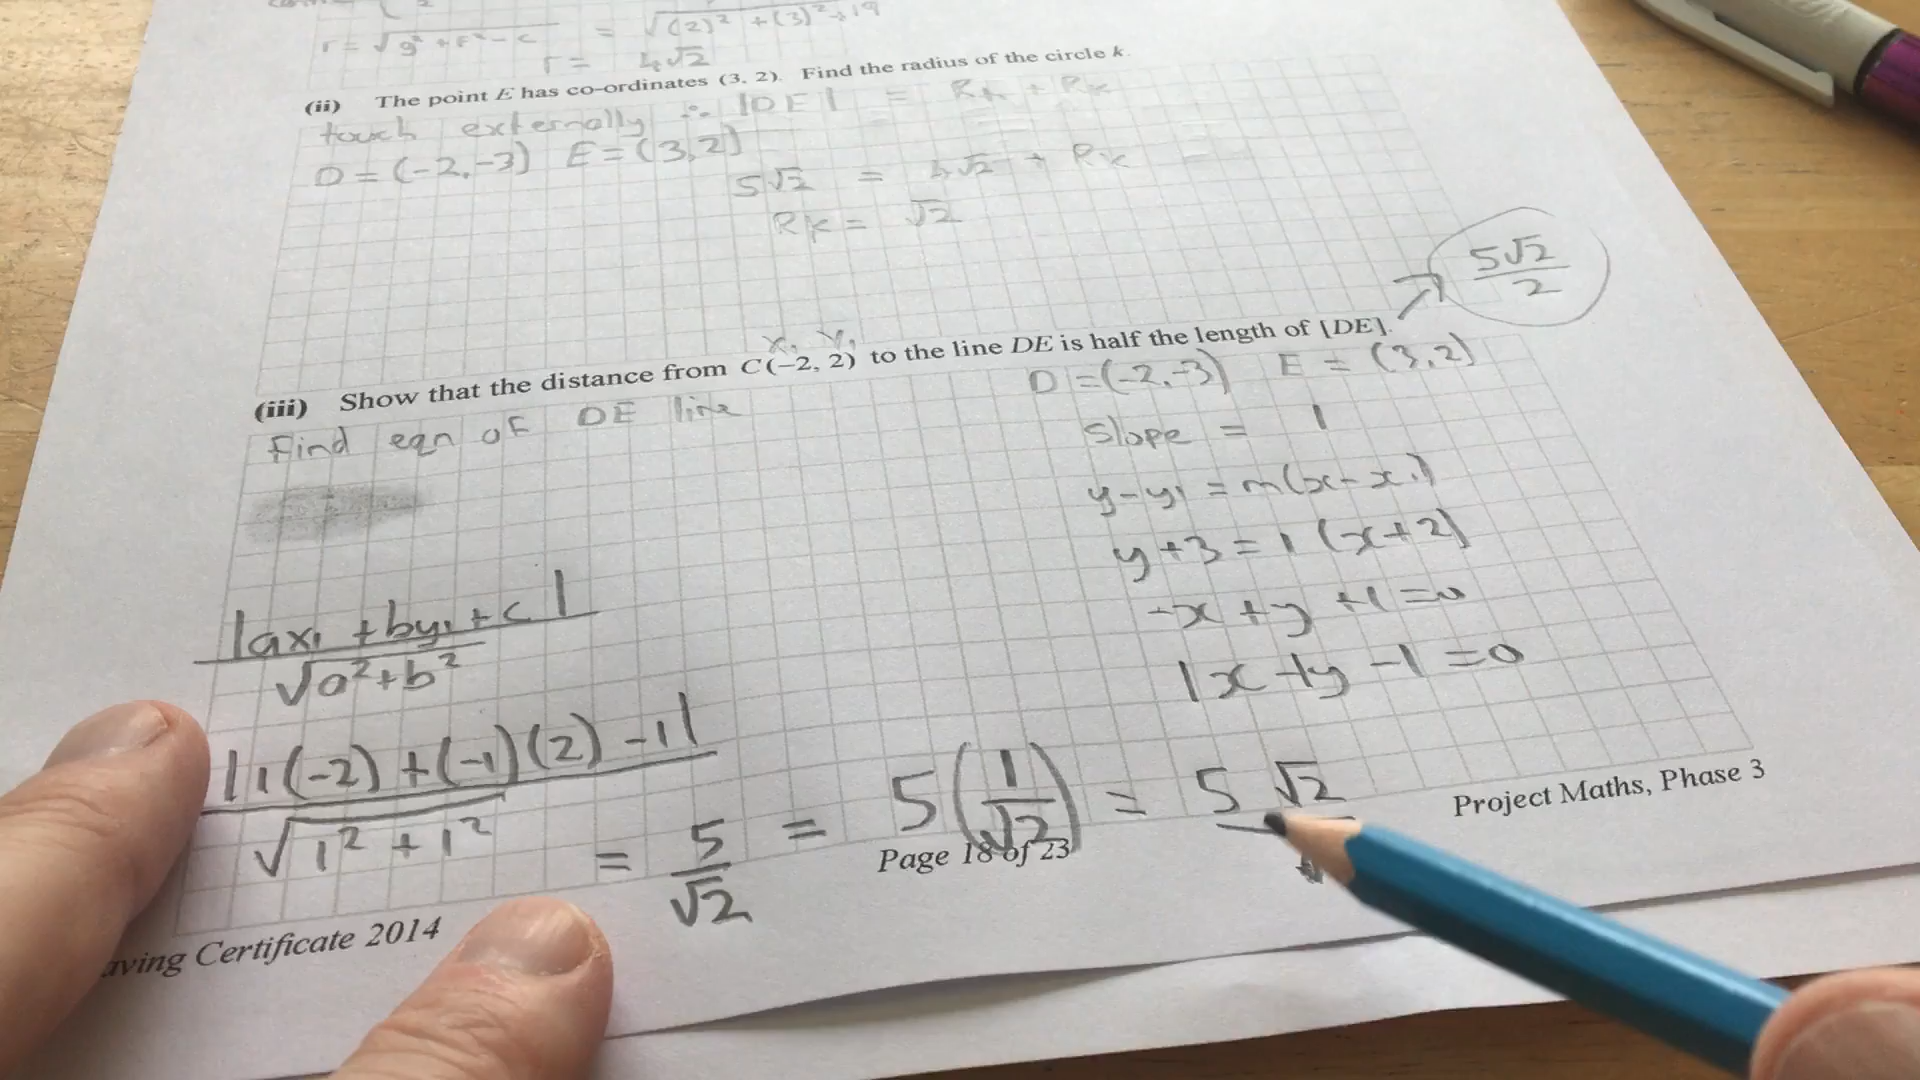 r = √g² + f² - c = √(2)² + (3)² + 19
r = 4√2
(ii) The point E has co-ordinates (3, 2). Find the radius of the circle k.
touch externally ∴ |DE| = Rh + Rk
D = (-2,-3) E = (3,2)
5√2 = 4√2 + Rk
Rk = √2
5√2
2
x₁ y₁
(iii) Show that the distance from C(−2, 2) to the line DE is half the length of [DE].
Find eqn of DE line
D = (-2,-3) E = (3,2)
slope = 1
y - y₁ = m(x - x₁)
y + 3 = 1 (x + 2)
-x + y + 1 = 0
1x - 1y - 1 = 0
|ax₁ + by₁ + c|
√a² + b²
|1(-2) + (-1)(2) - 1|
√1² + 1²
= 5/√2 = 5(1/√2) = 5 √2
Project Maths, Phase 3
Page 18 of 23
aving Certificate 2014